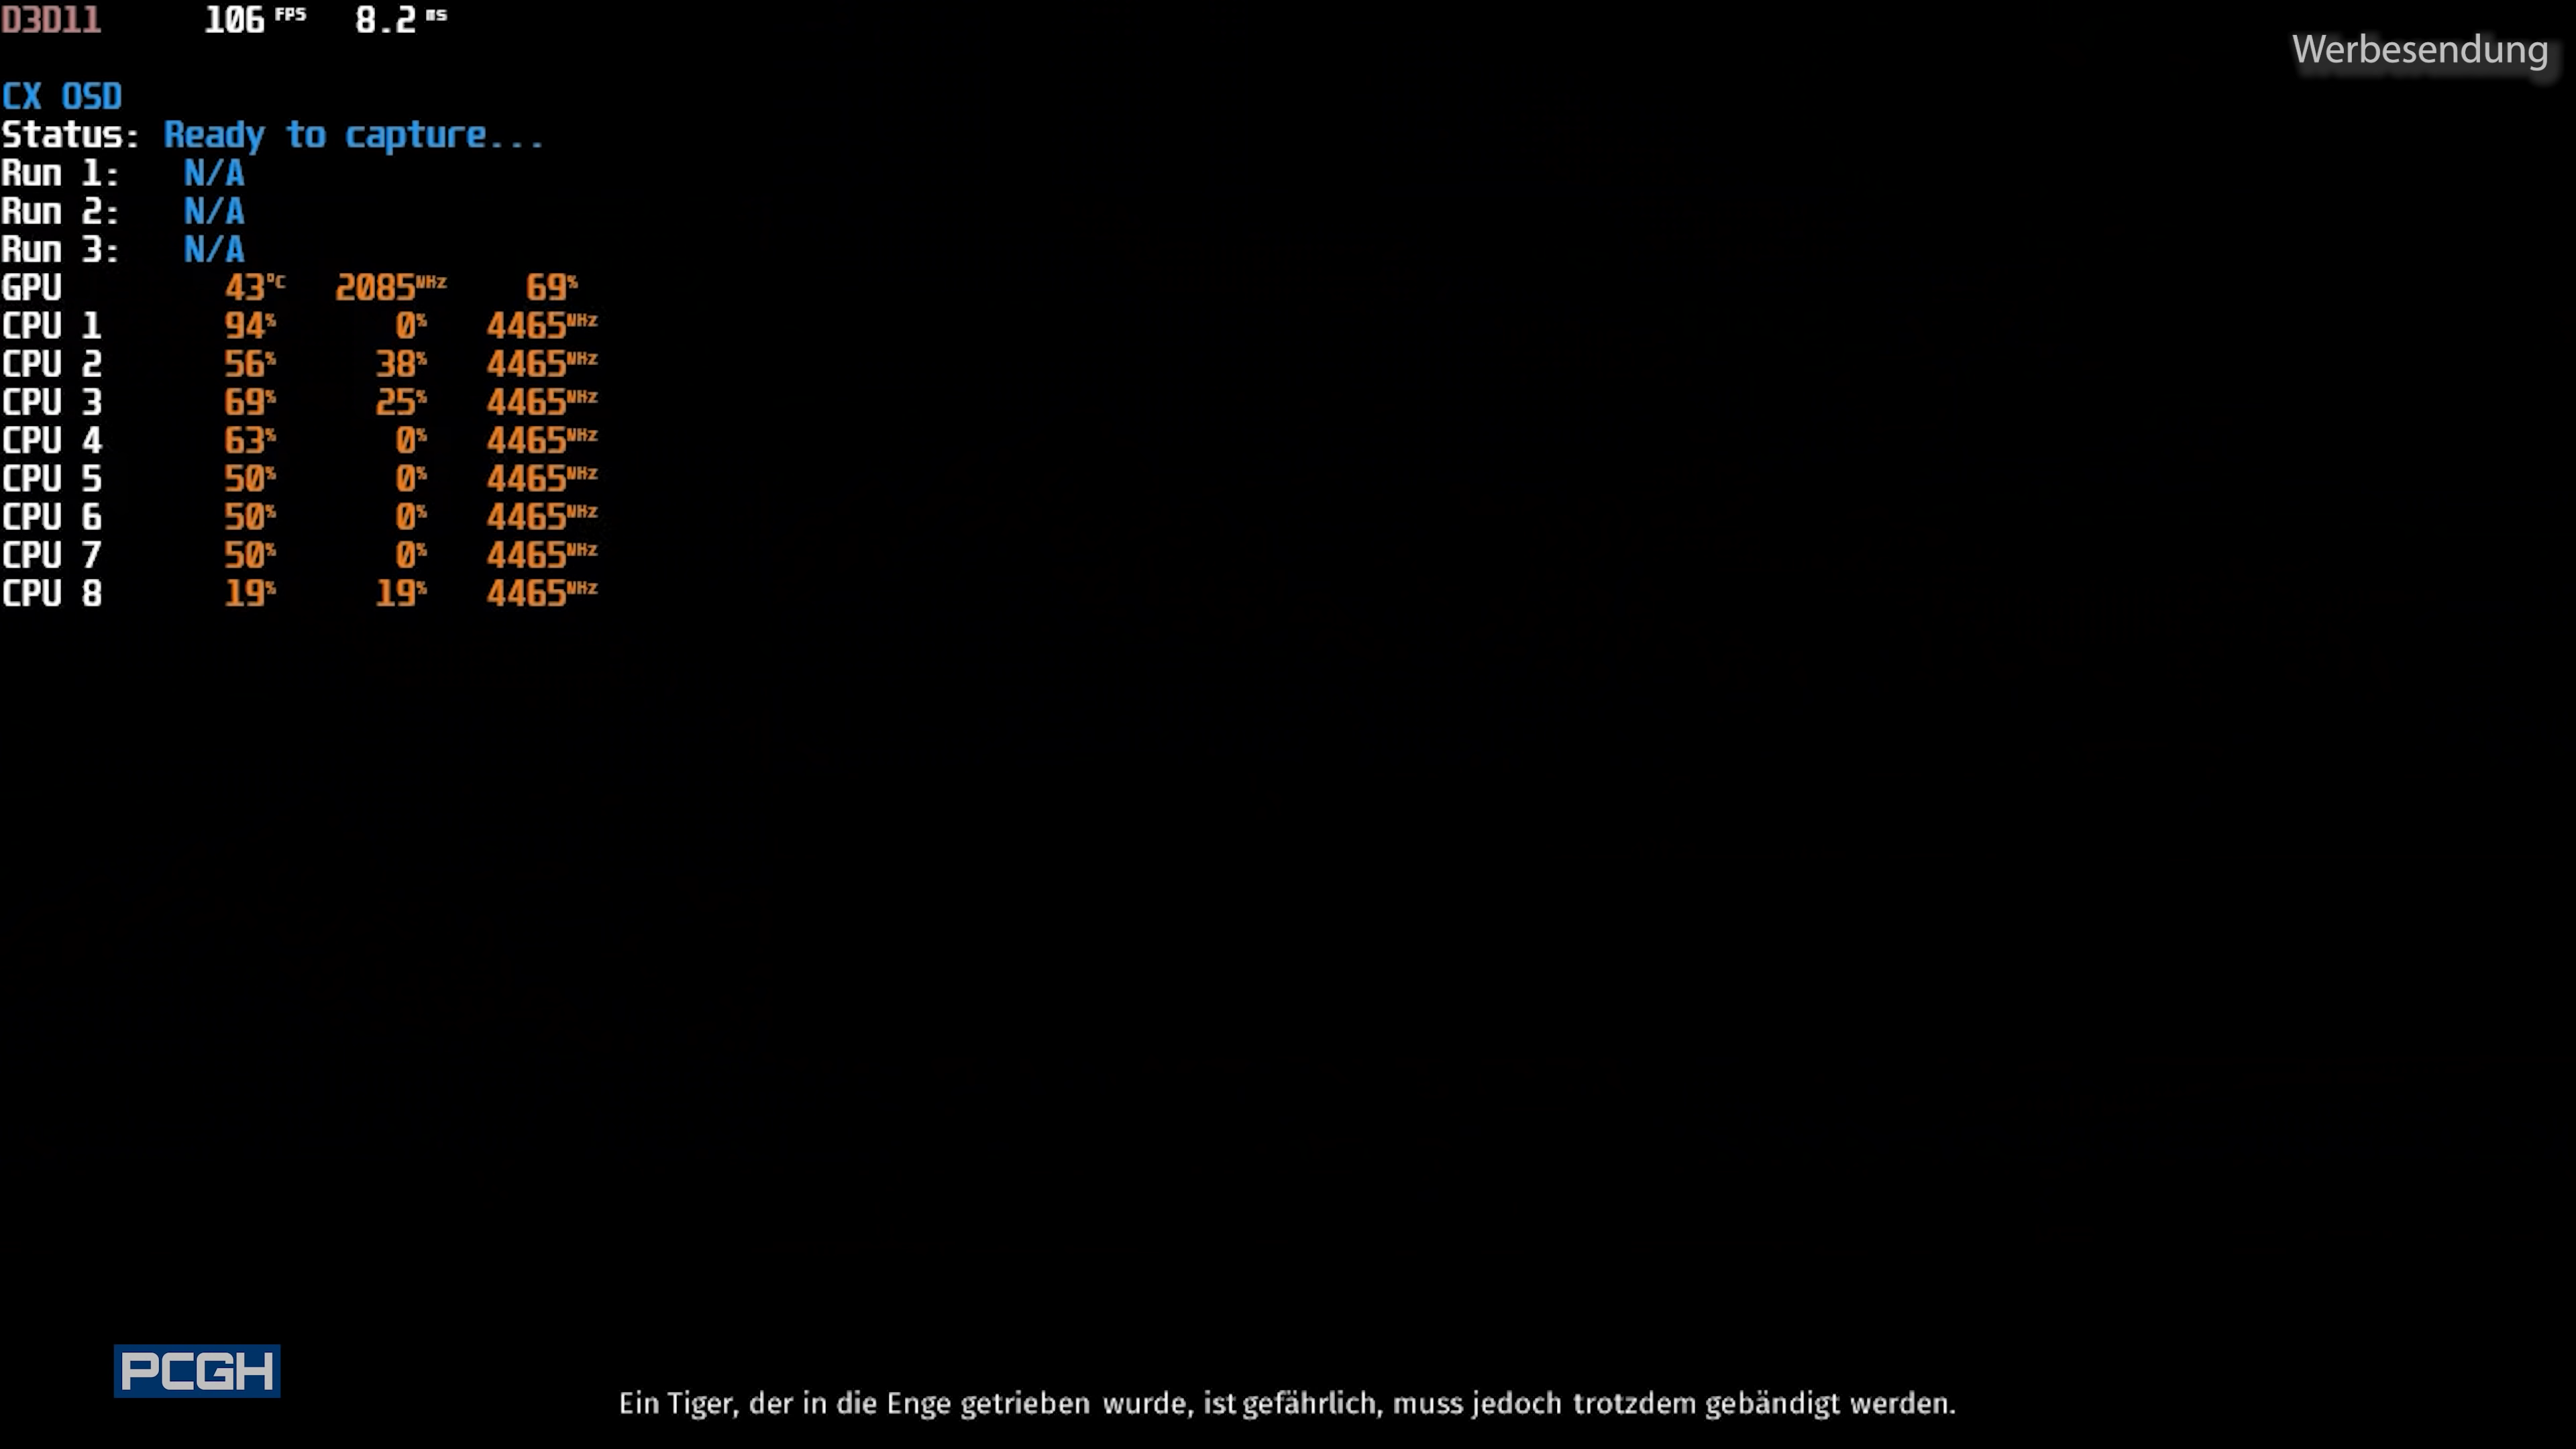 D3D11 106 FPS 8.2 ms
Werbesendung
CX OSD
Status: Ready to capture...
Run 1: N/A
Run 2: N/A
Run 3: N/A
GPU 43°C 2085MHz 69%
CPU 1 94% 0% 4465MHz
CPU 2 56% 38% 4465MHz
CPU 3 69% 25% 4465MHz
CPU 4 63% 0% 4465MHz
CPU 5 50% 0% 4465MHz
CPU 6 50% 0% 4465MHz
CPU 7 50% 0% 4465MHz
CPU 8 19% 19% 4465MHz
PCGH
Ein Tiger, der in die Enge getrieben wurde, ist gefährlich, muss jedoch trotzdem gebändigt werden.